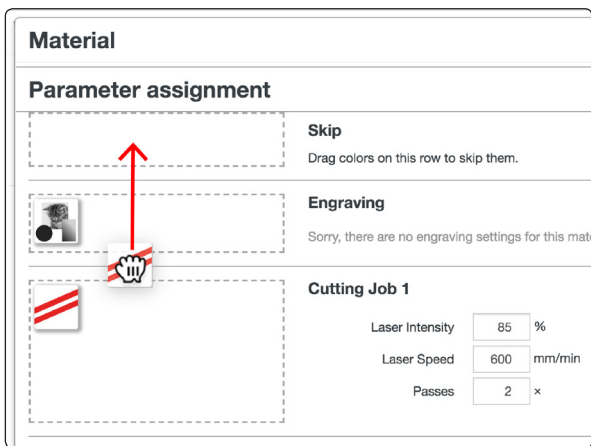 Material
Parameter assignment
Skip
Drag colors on this row to skip them.
Engraving
Sorry, there are no engraving settings for this mate
Cutting Job 1
Laser Intensity 85 %
Laser Speed 600 mm/min
Passes 2 ×